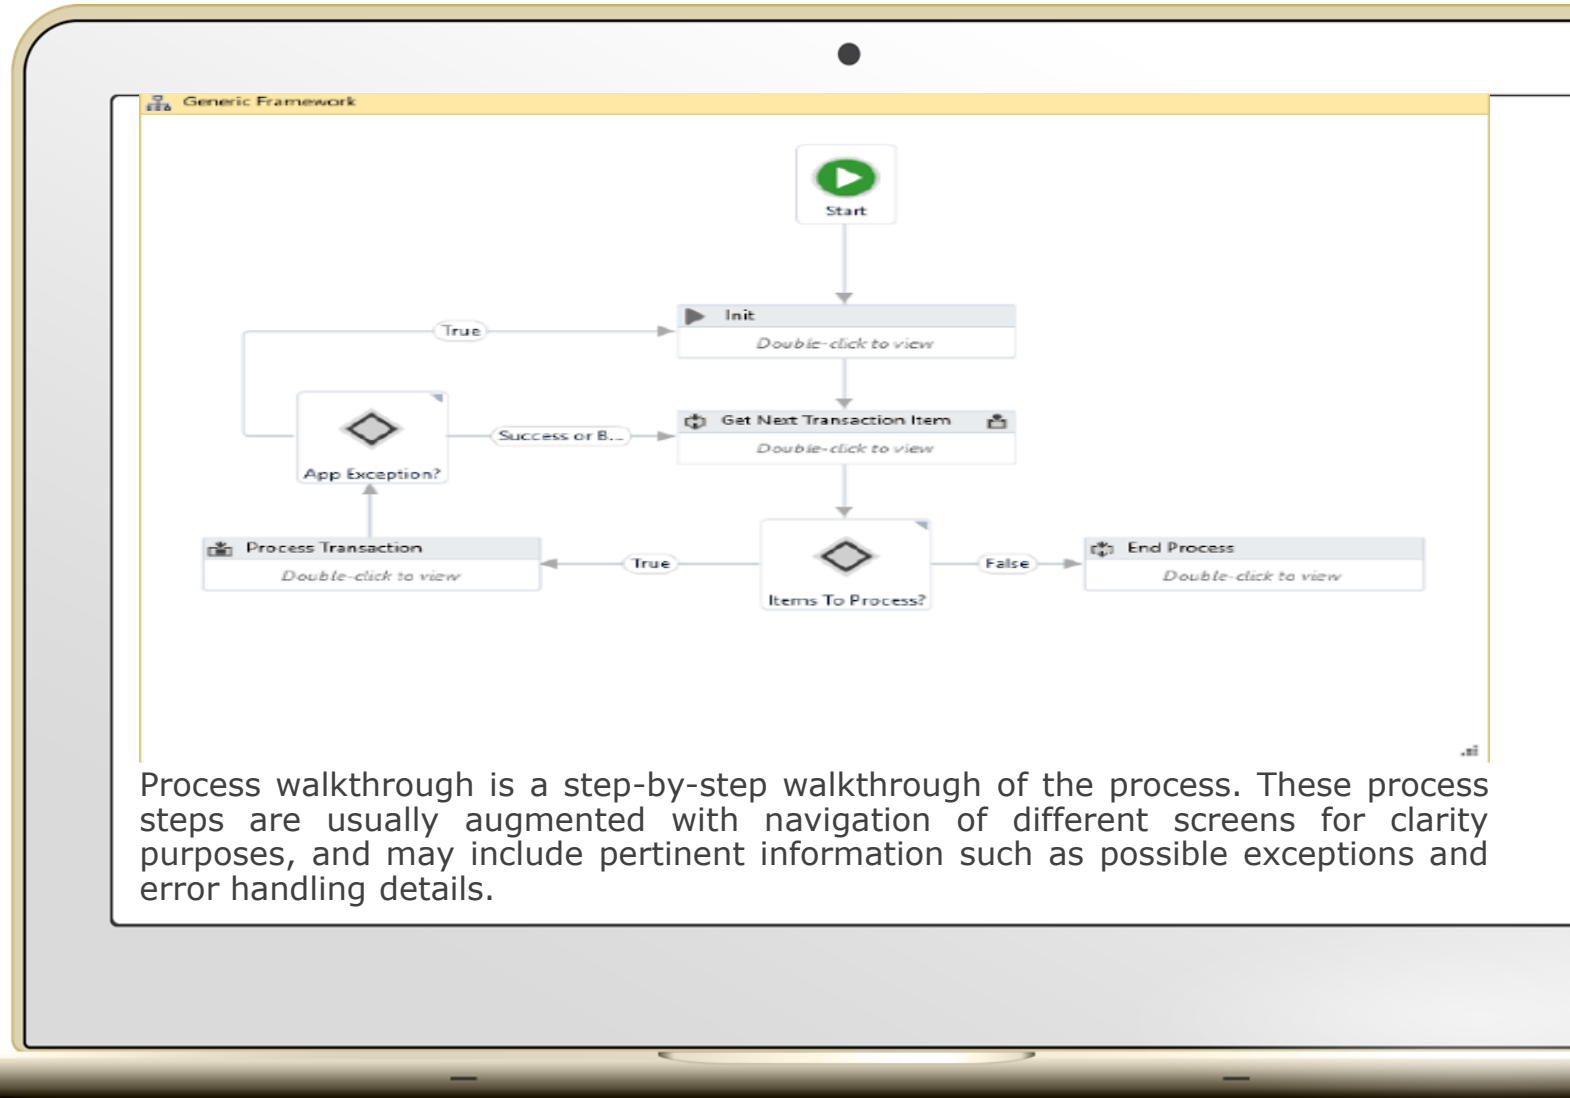 Generic Framework
Start
Init
Double-click to view
True
Get Next Transaction Item
Double-click to view
Success or B...
App Exception?
Process Transaction
Double-click to view
True
Items To Process?
False
End Process
Double-click to view
Process walkthrough is a step-by-step walkthrough of the process. These process
steps are usually augmented with navigation of different screens for clarity
purposes, and may include pertinent information such as possible exceptions and
error handling details.